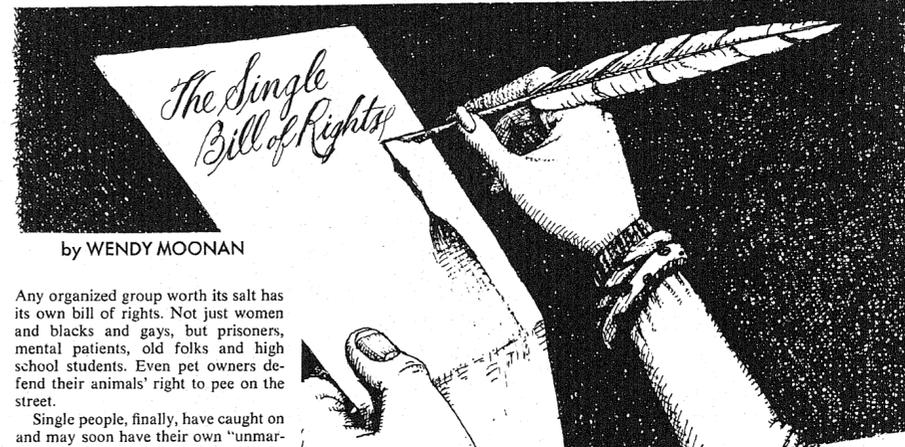 The Single
Bill of Rights
by WENDY MOONAN
Any organized group worth its salt has
its own bill of rights. Not just women
and blacks and gays, but prisoners,
mental patients, old folks and high
school students. Even pet owners de-
fend their animals' right to pee on the
street.
Single people, finally, have caught on
and may soon have their own "unmar-